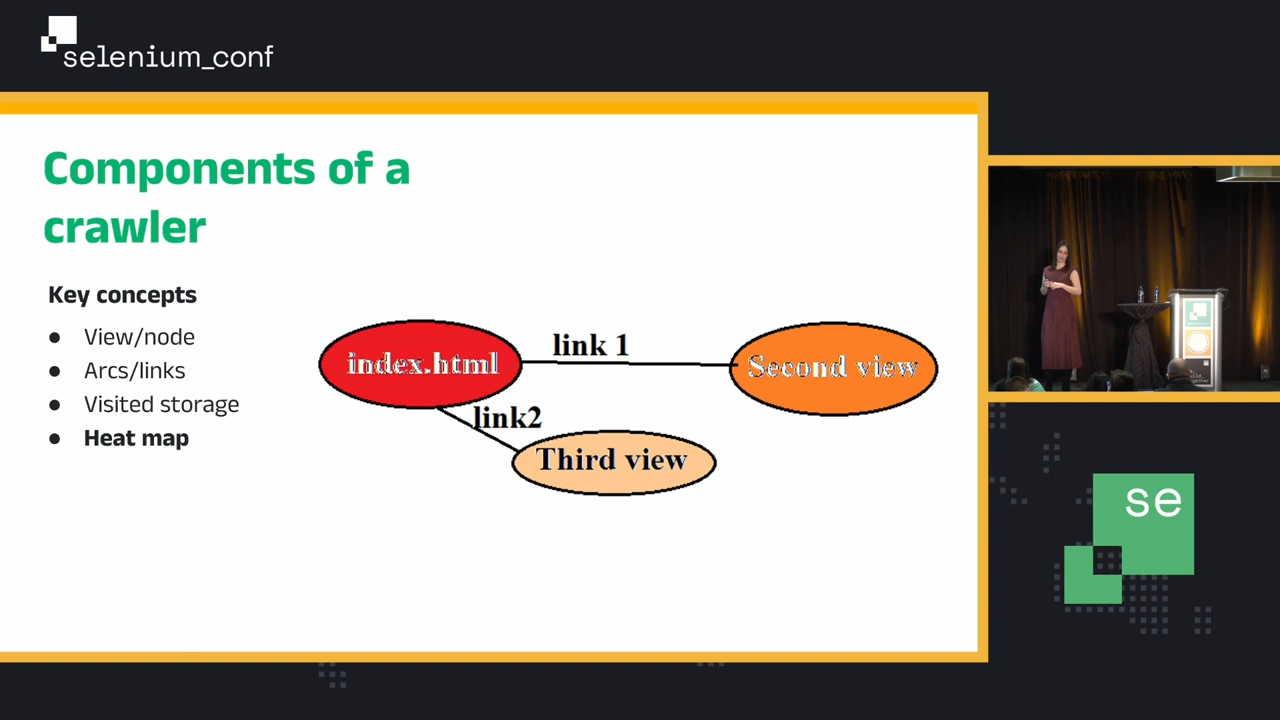 selenium_conf
Components of a
crawler
Key concepts
● View/node
● Arcs/links
● Visited storage
● Heat map
index.html
link 1
Second view
link2
Third view
se